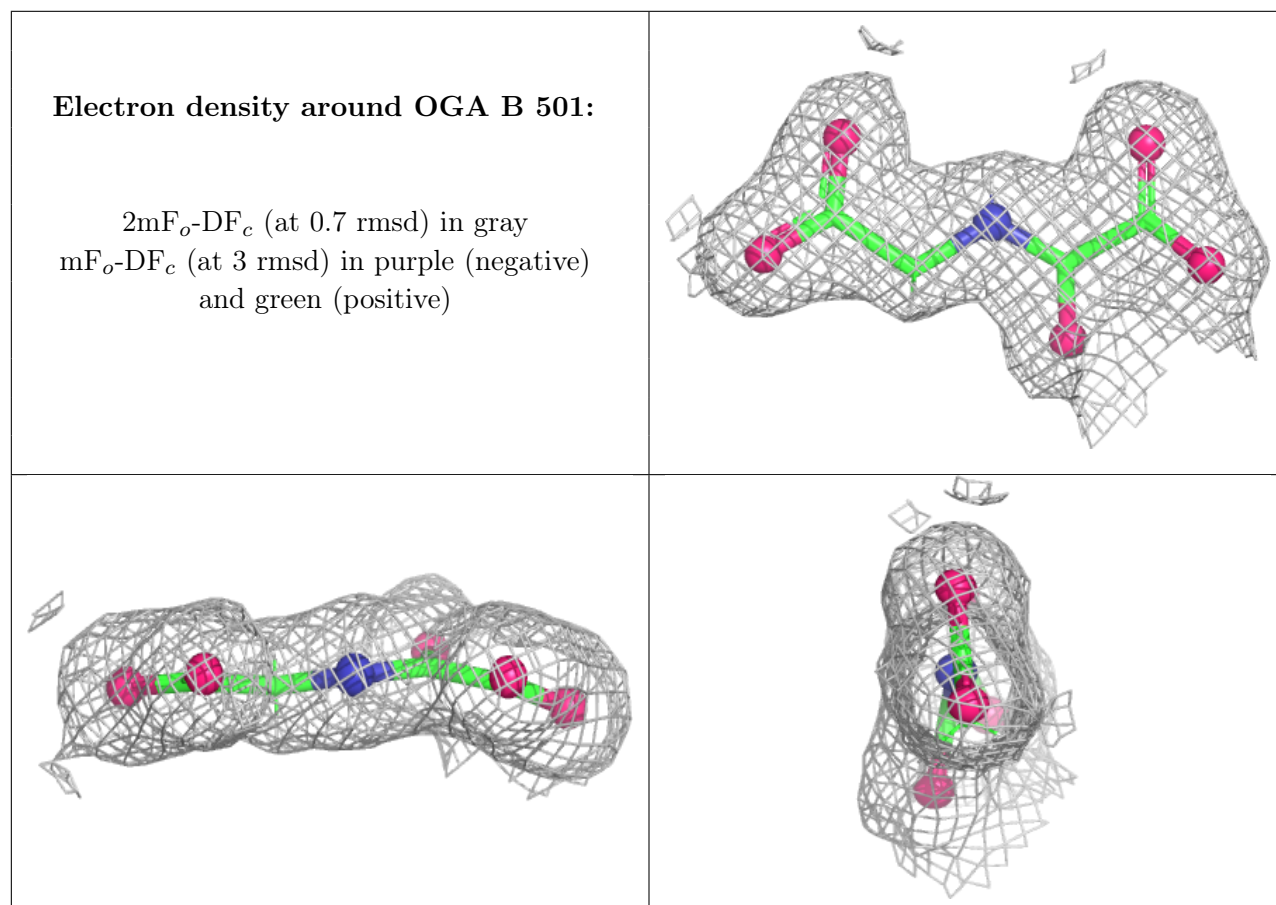 Electron density around OGA B 501:
2mFₒ-DF𝒸 (at 0.7 rmsd) in gray
mFₒ-DF𝒸 (at 3 rmsd) in purple (negative)
and green (positive)